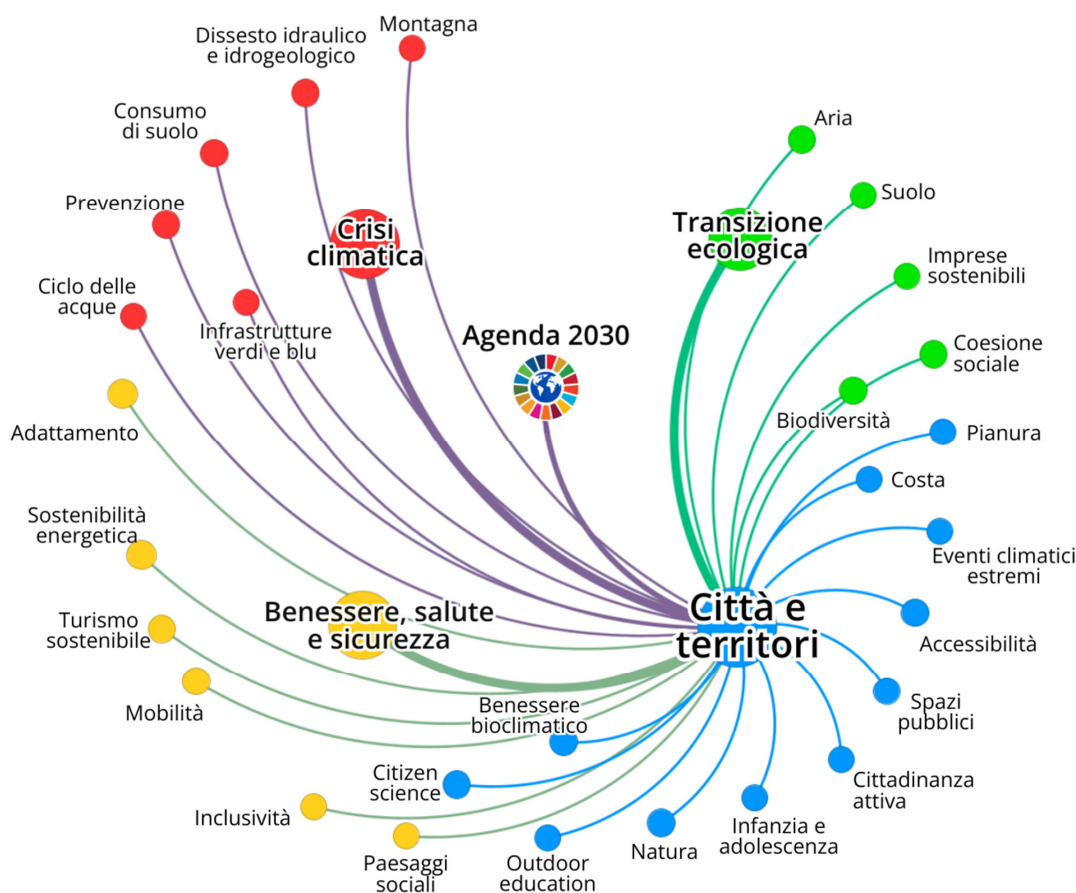 Montagna
Dissesto idraulico
e idrogeologico
Consumo
di suolo
Prevenzione
Ciclo delle
acque
Infrastrutture
verdi e blu
Crisi
climatica
Agenda 2030
Transizione
ecologica
Aria
Suolo
Imprese
sostenibili
Coesione
sociale
Biodiversità
Pianura
Costa
Eventi climatici
estremi
Accessibilità
Spazi
pubblici
Cittadinanza
attiva
Infanzia e
adolescenza
Natura
Outdoor
education
Citizen
science
Benessere
bioclimatico
Città e
territori
Adattamento
Sostenibilità
energetica
Turismo
sostenibile
Mobilità
Benessere, salute
e sicurezza
Inclusività
Paesaggi
sociali